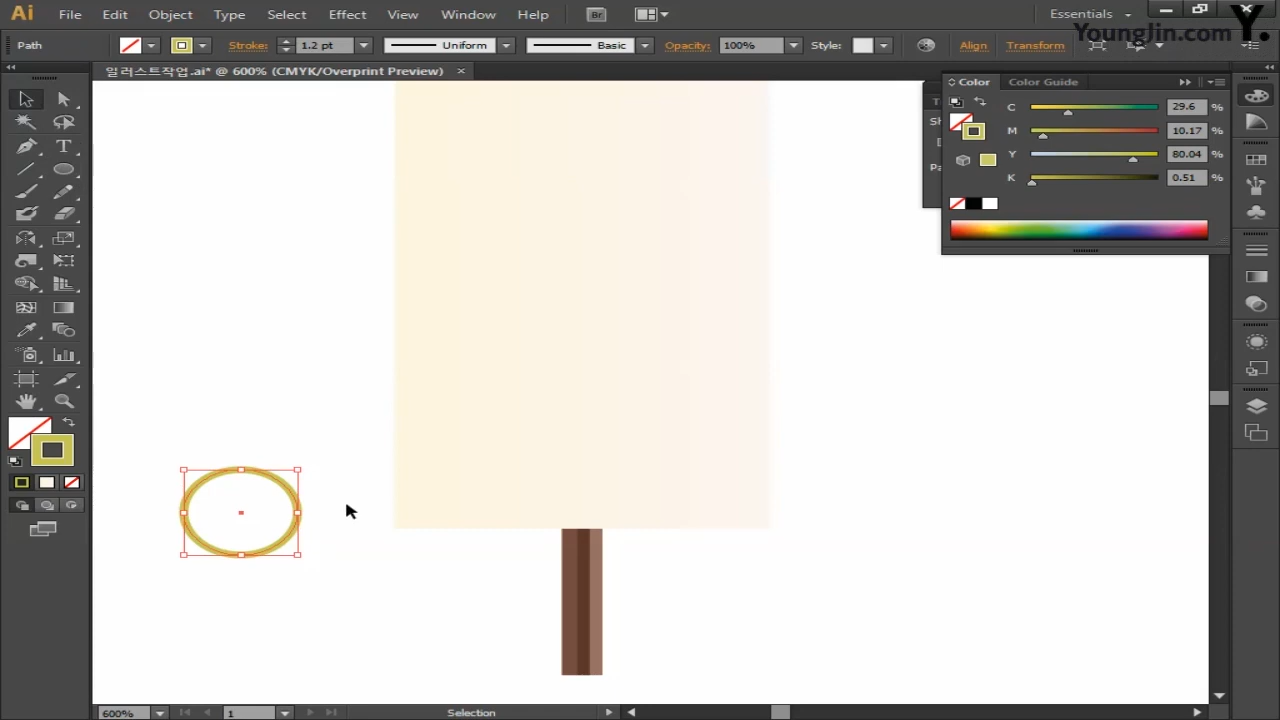 Ai File Edit Object Type Select Effect View Window Help Br Essentials
YoungJin.com Y.
Path Stroke: 1.2 pt Uniform Basic Opacity: 100% Style: Align Transform
일러스트작업.ai* @ 600% (CMYK/Overprint Preview) ×
Color Color Guide
C 29.6 %
M 10.17 %
Y 80.04 %
K 0.51 %
T
Sh
Pa
600% 1 Selection